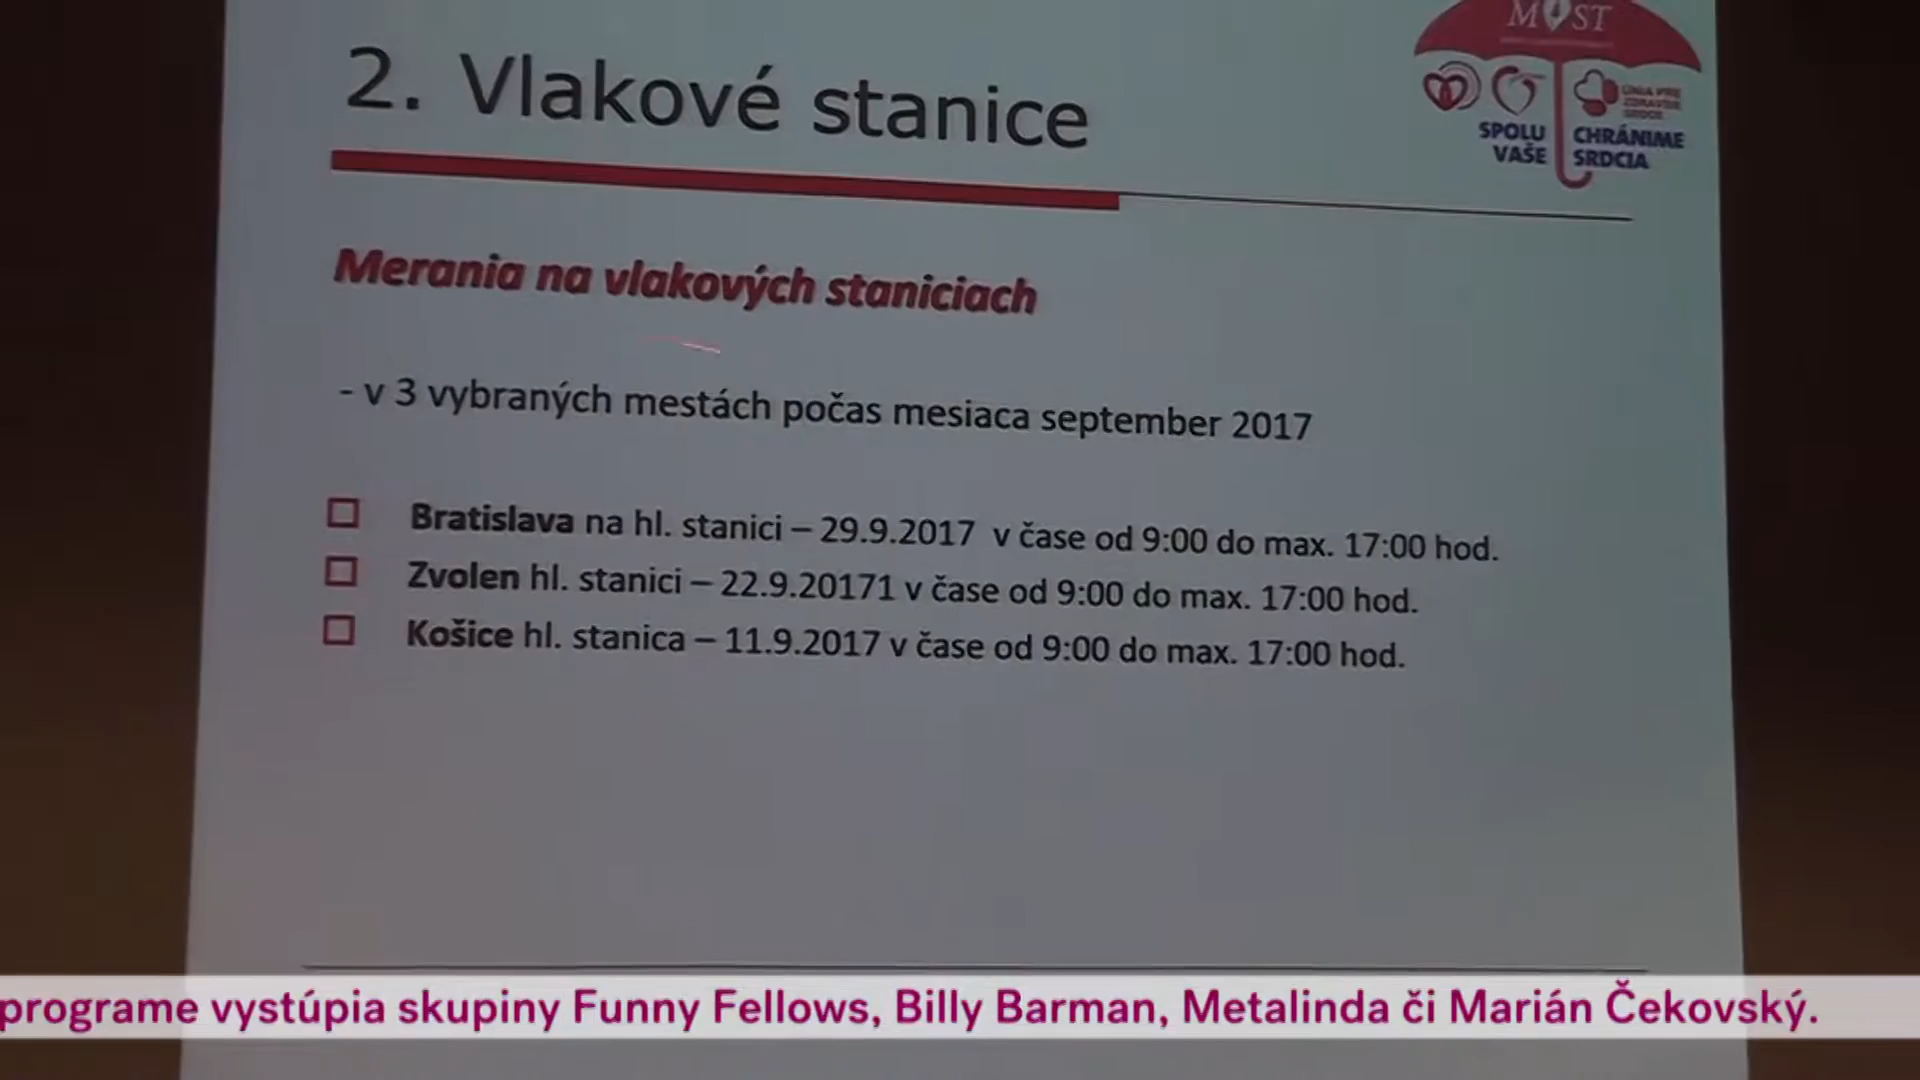 MOST
2. Vlakové stanice
ÚNIA PRE
ZDRAVŠIE
SRDCE
SPOLU CHRÁNIME
VAŠE SRDCIA
Merania na vlakových staniciach
- v 3 vybraných mestách počas mesiaca september 2017
Bratislava na hl. stanici – 29.9.2017 v čase od 9:00 do max. 17:00 hod.
Zvolen hl. stanici – 22.9.20171 v čase od 9:00 do max. 17:00 hod.
Košice hl. stanica – 11.9.2017 v čase od 9:00 do max. 17:00 hod.
programe vystúpia skupiny Funny Fellows, Billy Barman, Metalinda či Marián Čekovský.